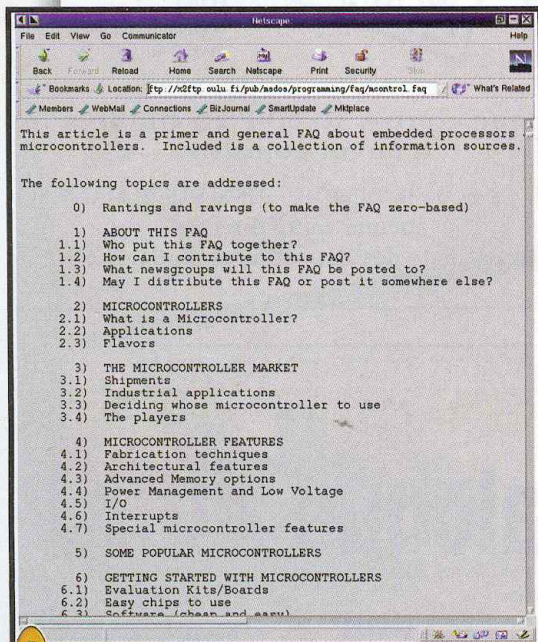 Netscape:
File Edit View Go Communicator Help
Back Forward Reload Home Search Netscape Print Security Stop
Bookmarks Location: ftp://x2ftp.oulu.fi/pub/msdos/programming/faq/mcontrol.faq What's Related
Members WebMail Connections BizJournal SmartUpdate Mktplace
This article is a primer and general FAQ about embedded processors
microcontrollers. Included is a collection of information sources.
The following topics are addressed:
0) Rantings and ravings (to make the FAQ zero-based)
1) ABOUT THIS FAQ
1.1) Who put this FAQ together?
1.2) How can I contribute to this FAQ?
1.3) What newsgroups will this FAQ be posted to?
1.4) May I distribute this FAQ or post it somewhere else?
2) MICROCONTROLLERS
2.1) What is a Microcontroller?
2.2) Applications
2.3) Flavors
3) THE MICROCONTROLLER MARKET
3.1) Shipments
3.2) Industrial applications
3.3) Deciding whose microcontroller to use
3.4) The players
4) MICROCONTROLLER FEATURES
4.1) Fabrication techniques
4.2) Architectural features
4.3) Advanced Memory options
4.4) Power Management and Low Voltage
4.5) I/O
4.6) Interrupts
4.7) Special microcontroller features
5) SOME POPULAR MICROCONTROLLERS
6) GETTING STARTED WITH MICROCONTROLLERS
6.1) Evaluation Kits/Boards
6.2) Easy chips to use
6.3) Software (cheap and easy)